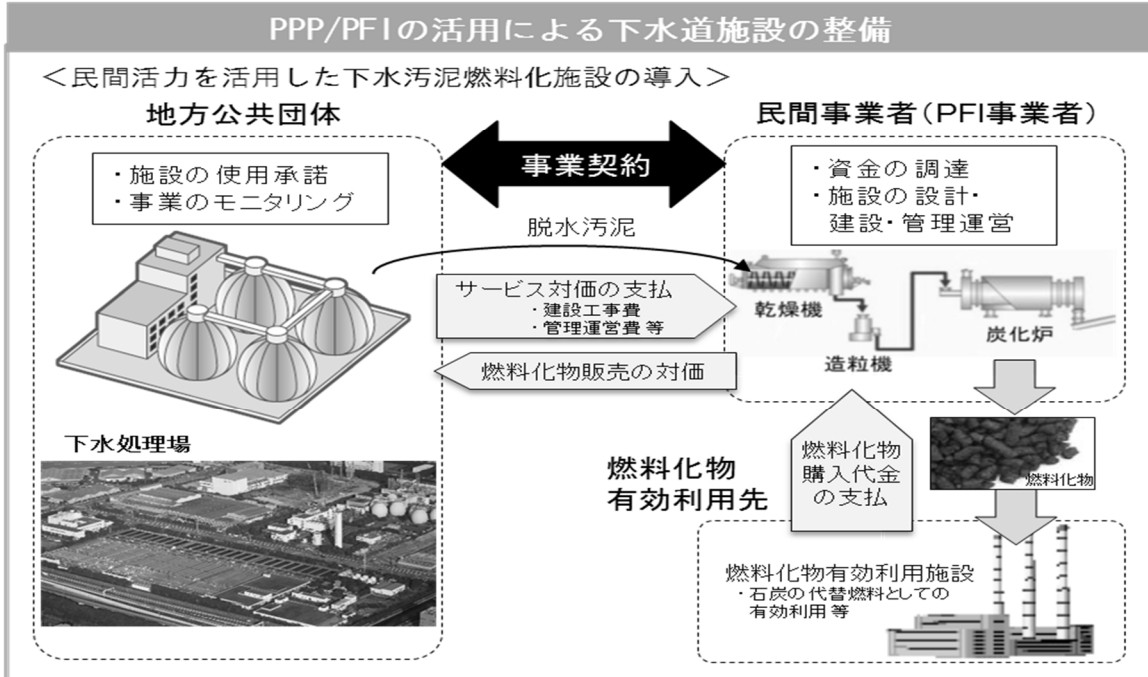 PPP/PFIの活用による下水道施設の整備
＜民間活力を活用した下水汚泥燃料化施設の導入＞
地方公共団体
民間事業者（PFI事業者）
・施設の使用承諾
・事業のモニタリング
事業契約
・資金の調達
・施設の設計・
建設・管理運営
脱水汚泥
サービス対価の支払
・建設工事費
・管理運営費等
燃料化物販売の対価
乾燥機
造粒機
炭化炉
下水処理場
燃料化物
有効利用先
燃料化物
購入代金
の支払
燃料化物
燃料化物有効利用施設
・石炭の代替燃料としての
有効利用等